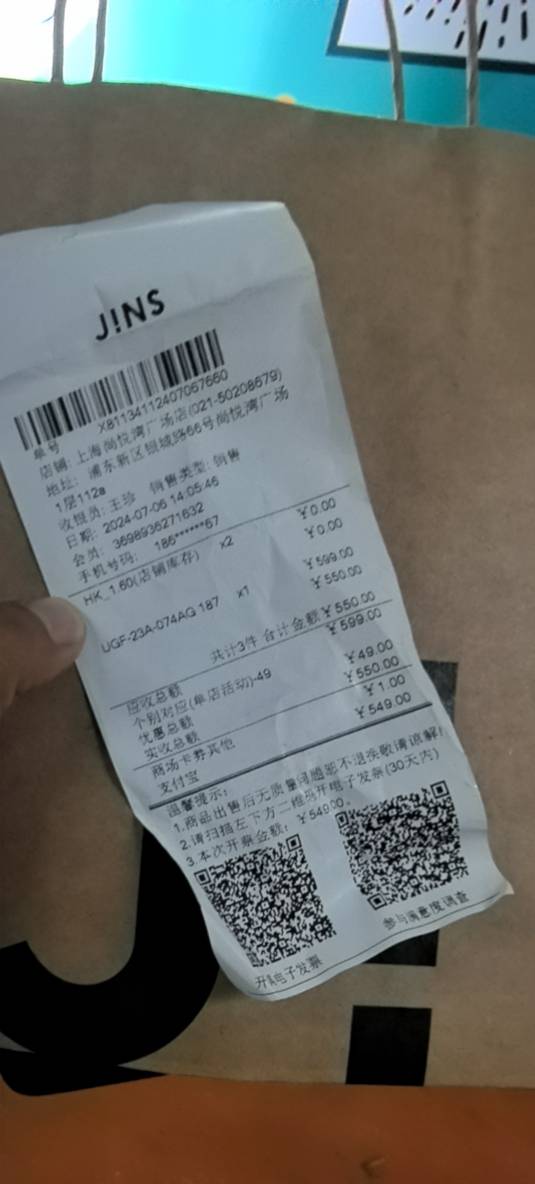 J!NS
单号 X81134112407067660
店铺: 上海尚悦湾广场店(021-50208679)
地址: 浦东新区银城路66号尚悦湾广场
1层112a
收银员: 王珍 销售类型: 销售
日期: 2024-07-06 14:05:46
会员: 3698936271632
手机号码: 186******67
HK_1.60(店铺库存) x2 ¥0.00
¥0.00
UGF-23A-074AG 187 x1 ¥599.00
¥550.00
共计3件 合计金额¥550.00
应收总额 ¥599.00
个别对应(单店活动)-49
优惠总额 ¥49.00
实收总额 ¥550.00
商场卡券其他 ¥1.00
支付宝 ¥549.00
温馨提示:
1.商品出售后无质量问题恕不退换敬请谅解!
2.请扫描左下方二维码开电子发票(30天内)
3.本次开票金额: ¥549.00。
开具电子发票
参与满意度调查